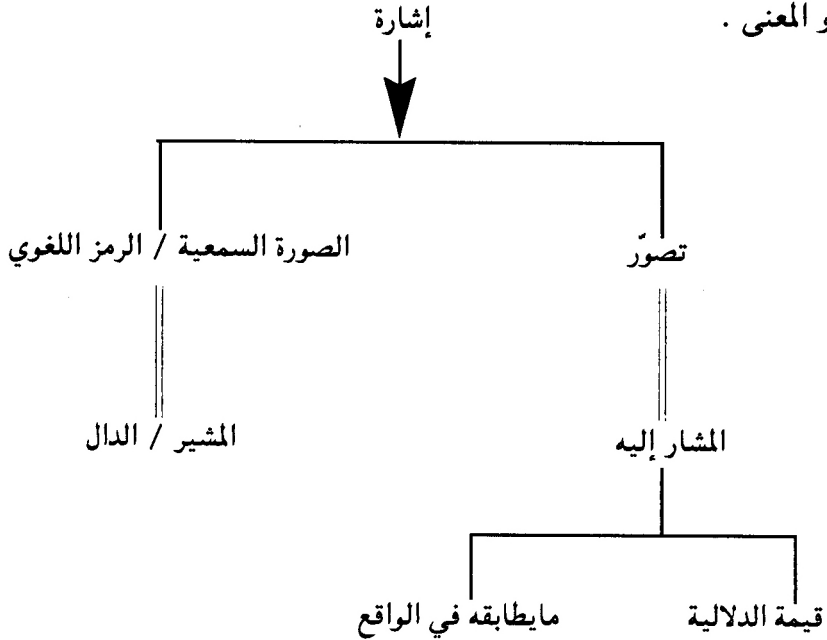 و المعنى .
إشارة
تصوّر
الصورة السمعية / الرمز اللغوي
المشار إليه
المشير / الدال
قيمة الدلالية
مايطابقه في الواقع